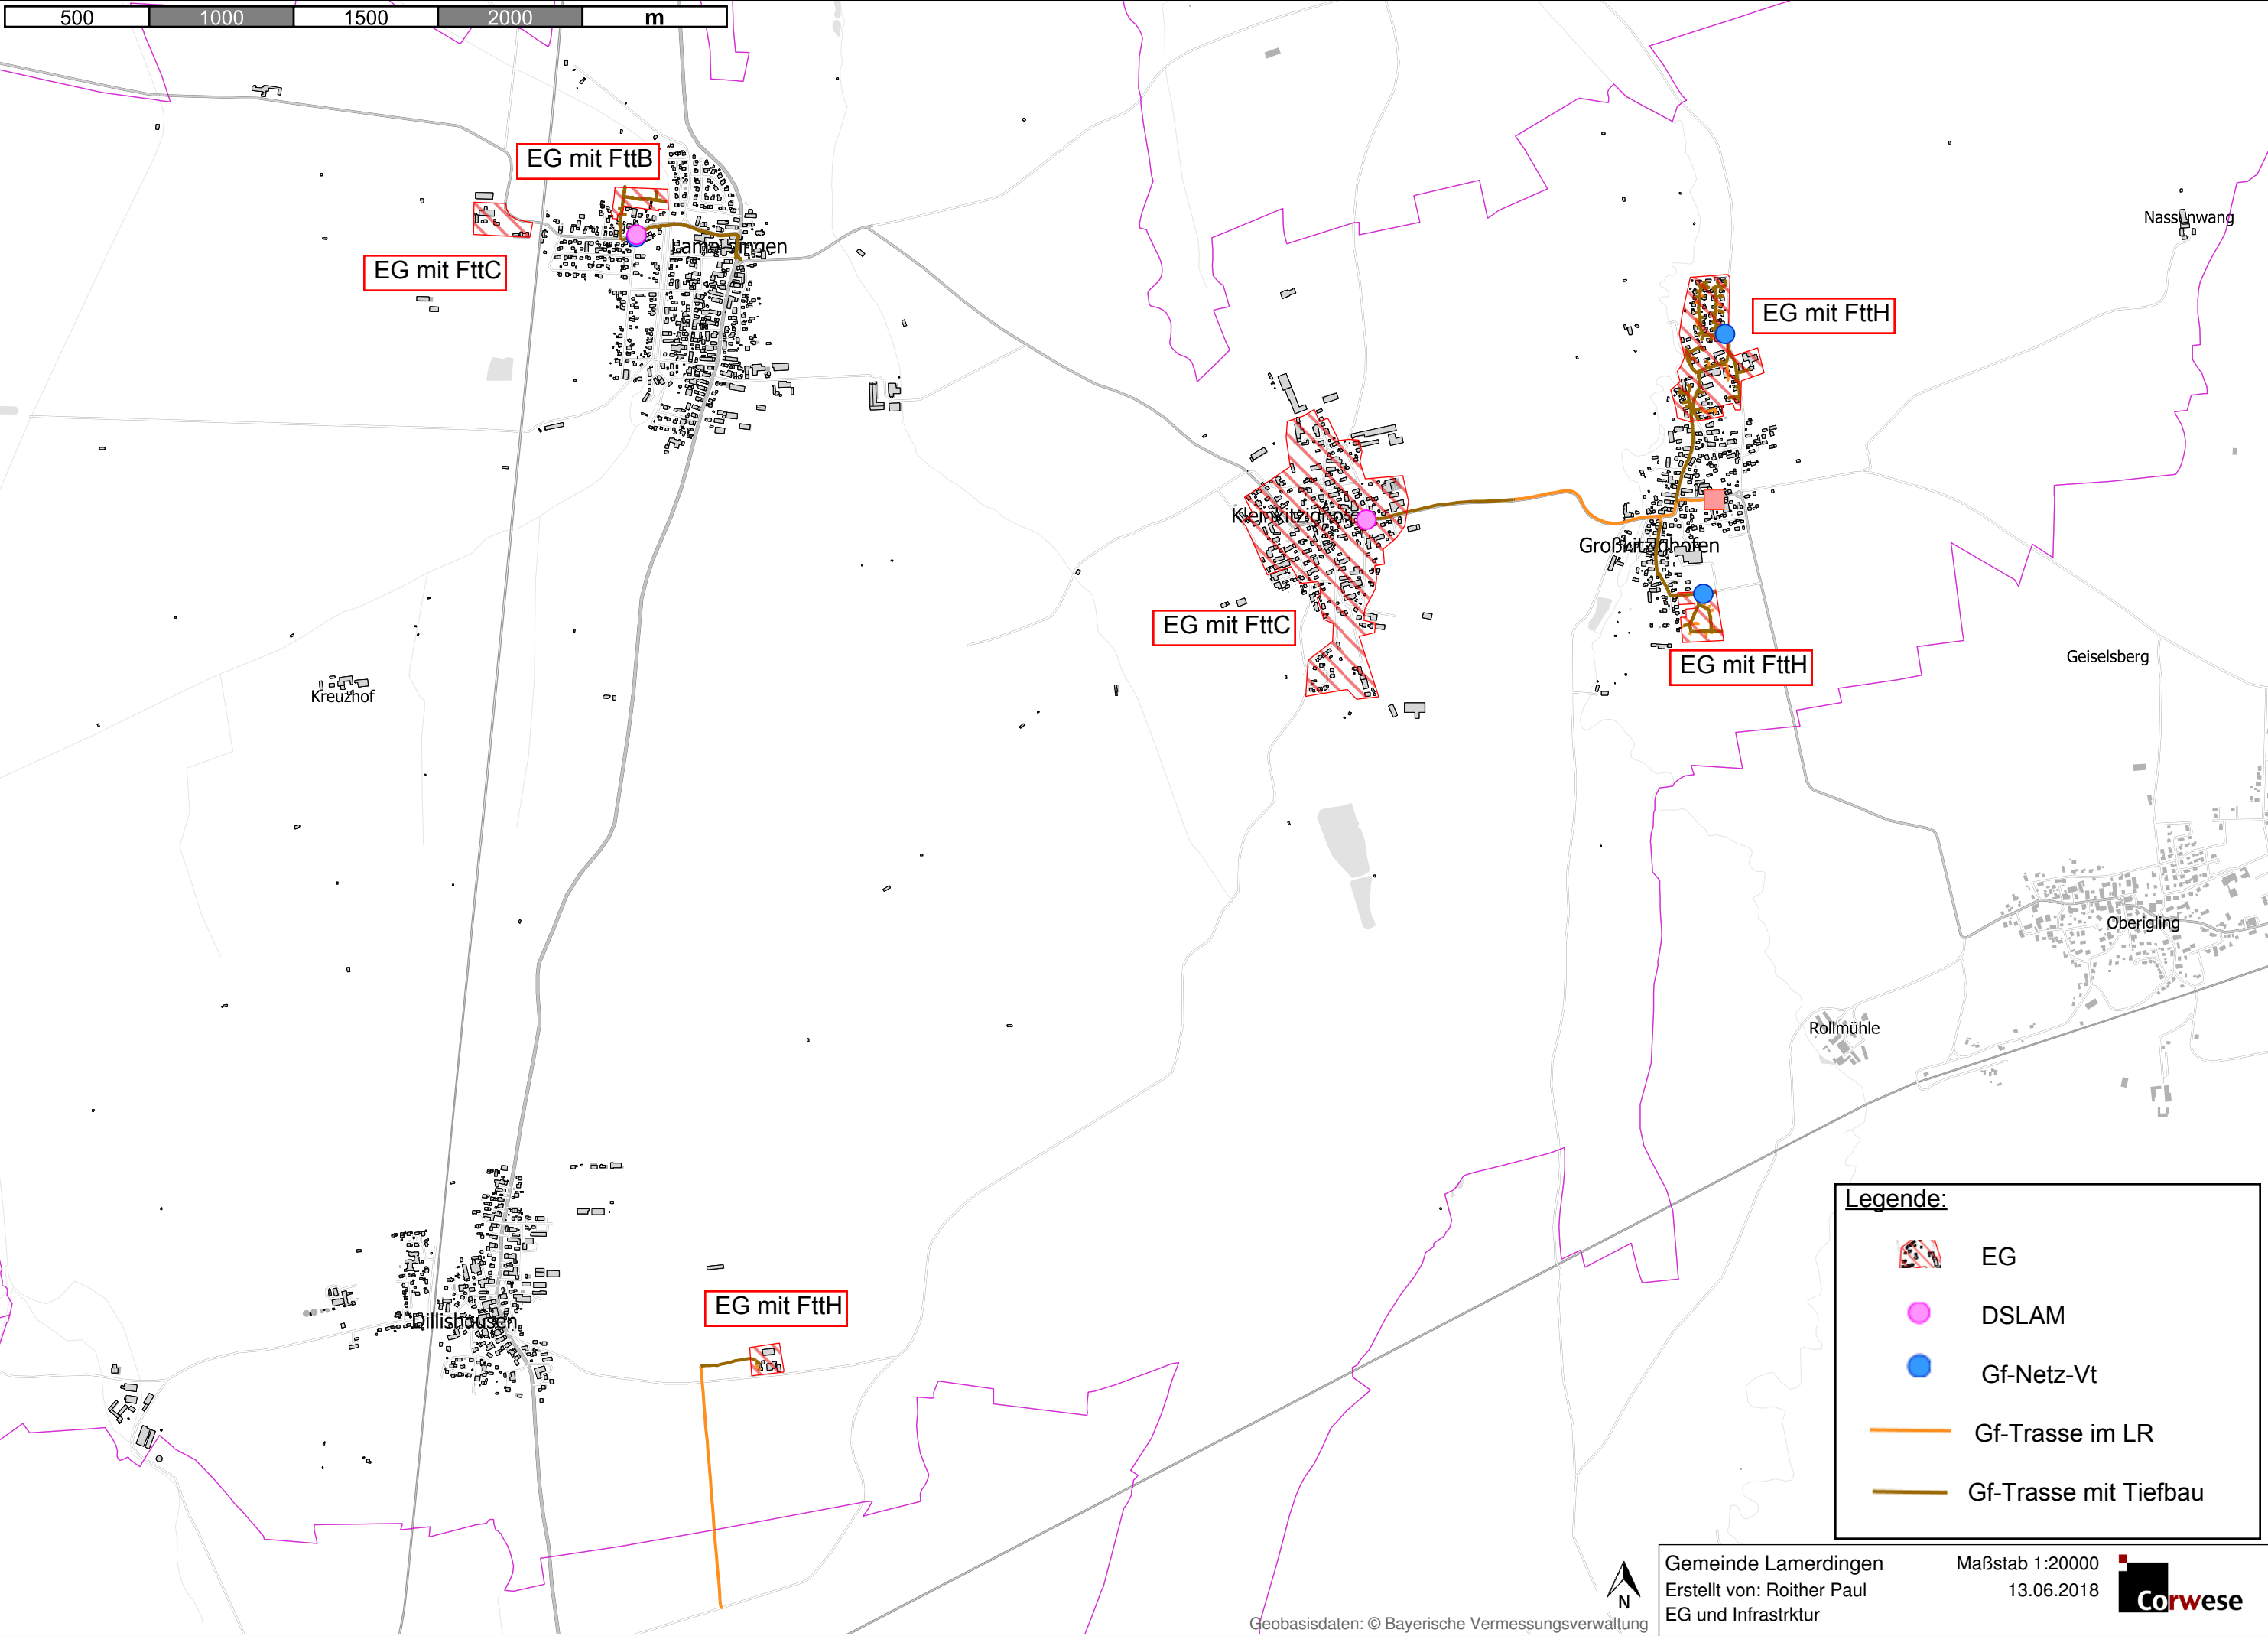 500 1000 1500 2000 m
EG mit FttB
EG mit FttC
Nassenwang
EG mit FttH
Kleinkitzighofen
Großkitzighofen
EG mit FttC
EG mit FttH
Geiselsberg
Kreuzhof
Oberigling
Rollmühle
EG mit FttH
Dillishausen
Legende:
EG
DSLAM
Gf-Netz-Vt
Gf-Trasse im LR
Gf-Trasse mit Tiefbau
Gemeinde Lamerdingen
Maßstab 1:20000
Erstellt von: Roither Paul
13.06.2018
EG und Infrastrktur
Corwese
N
Geobasisdaten: © Bayerische Vermessungsverwaltung